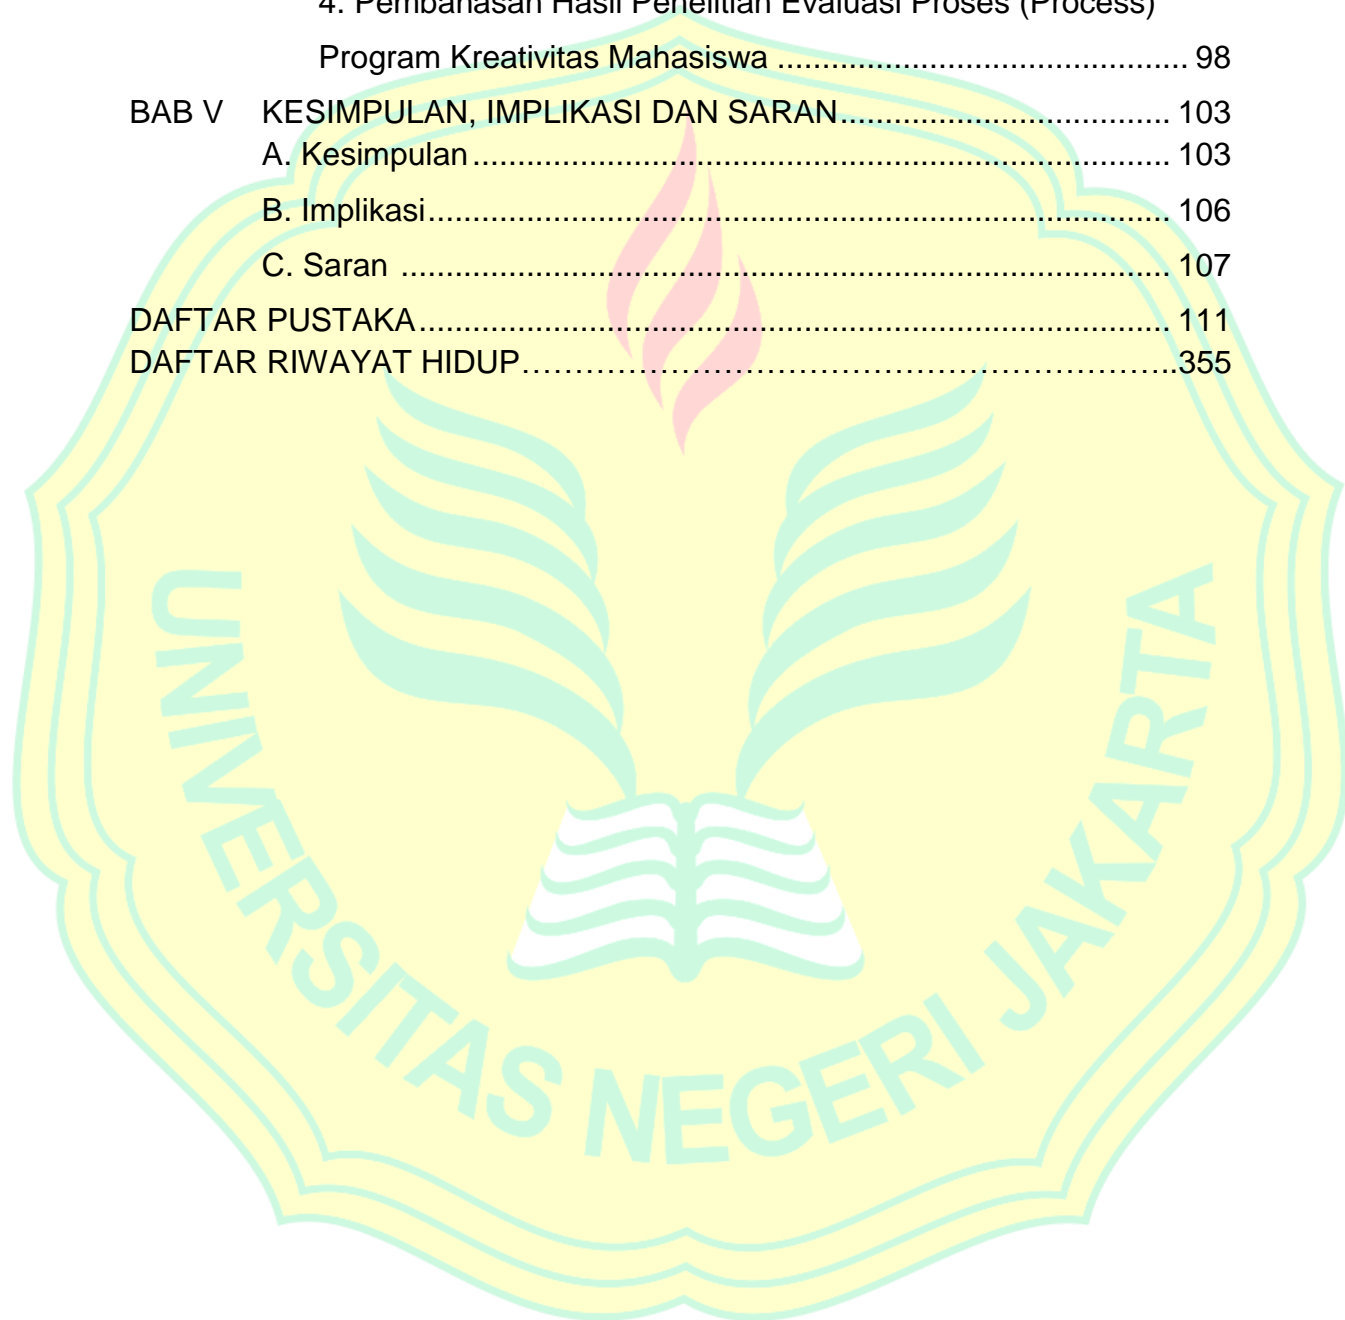 4. Pembahasan Hasil Penelitian Evaluasi Proses (Process)
Program Kreativitas Mahasiswa ........................................... 98
BAB V KESIMPULAN, IMPLIKASI DAN SARAN................................... 103
A. Kesimpulan......................................................................... 103
B. Implikasi.............................................................................. 106
C. Saran ................................................................................. 107
DAFTAR PUSTAKA............................................................................... 111
DAFTAR RIWAYAT HIDUP……………………………………………………..355
UNIVERSITAS NEGERI JAKARTA